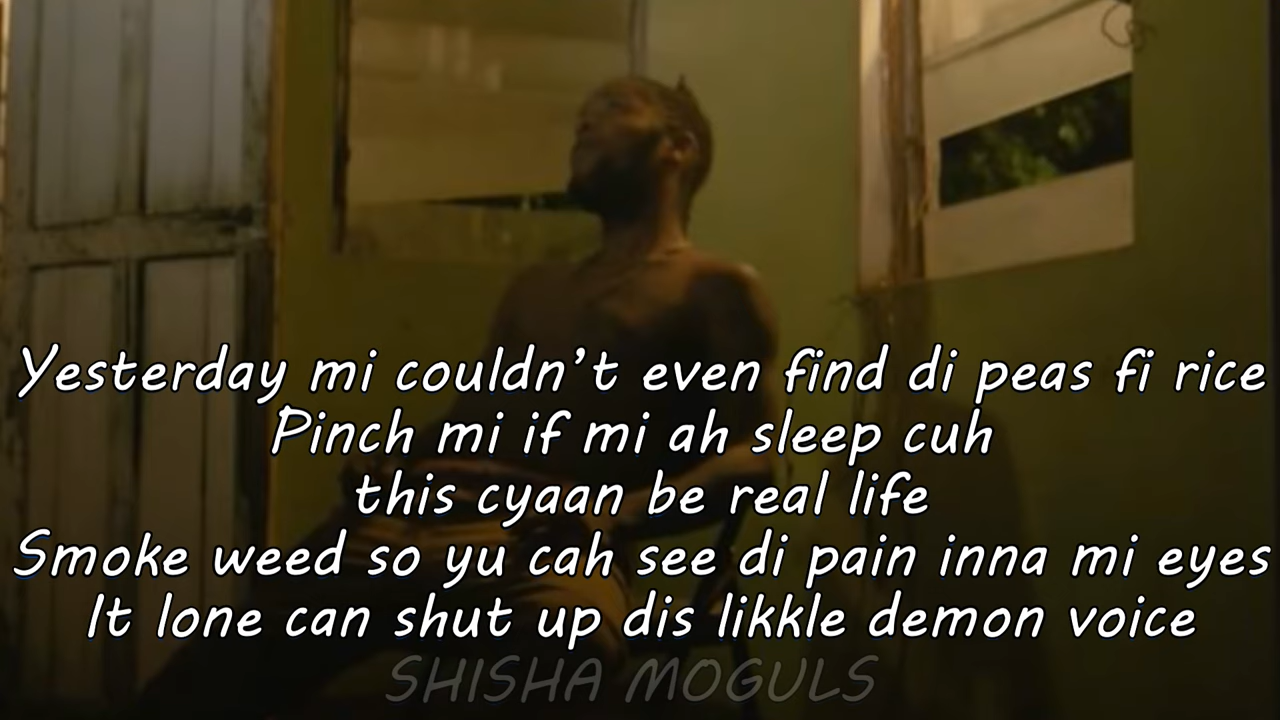 Yesterday mi couldn’t even find di peas fi rice
Pinch mi if mi ah sleep cuh
this cyaan be real life
Smoke weed so yu cah see di pain inna mi eyes
It lone can shut up dis likkle demon voice
SHISHA MOGULS